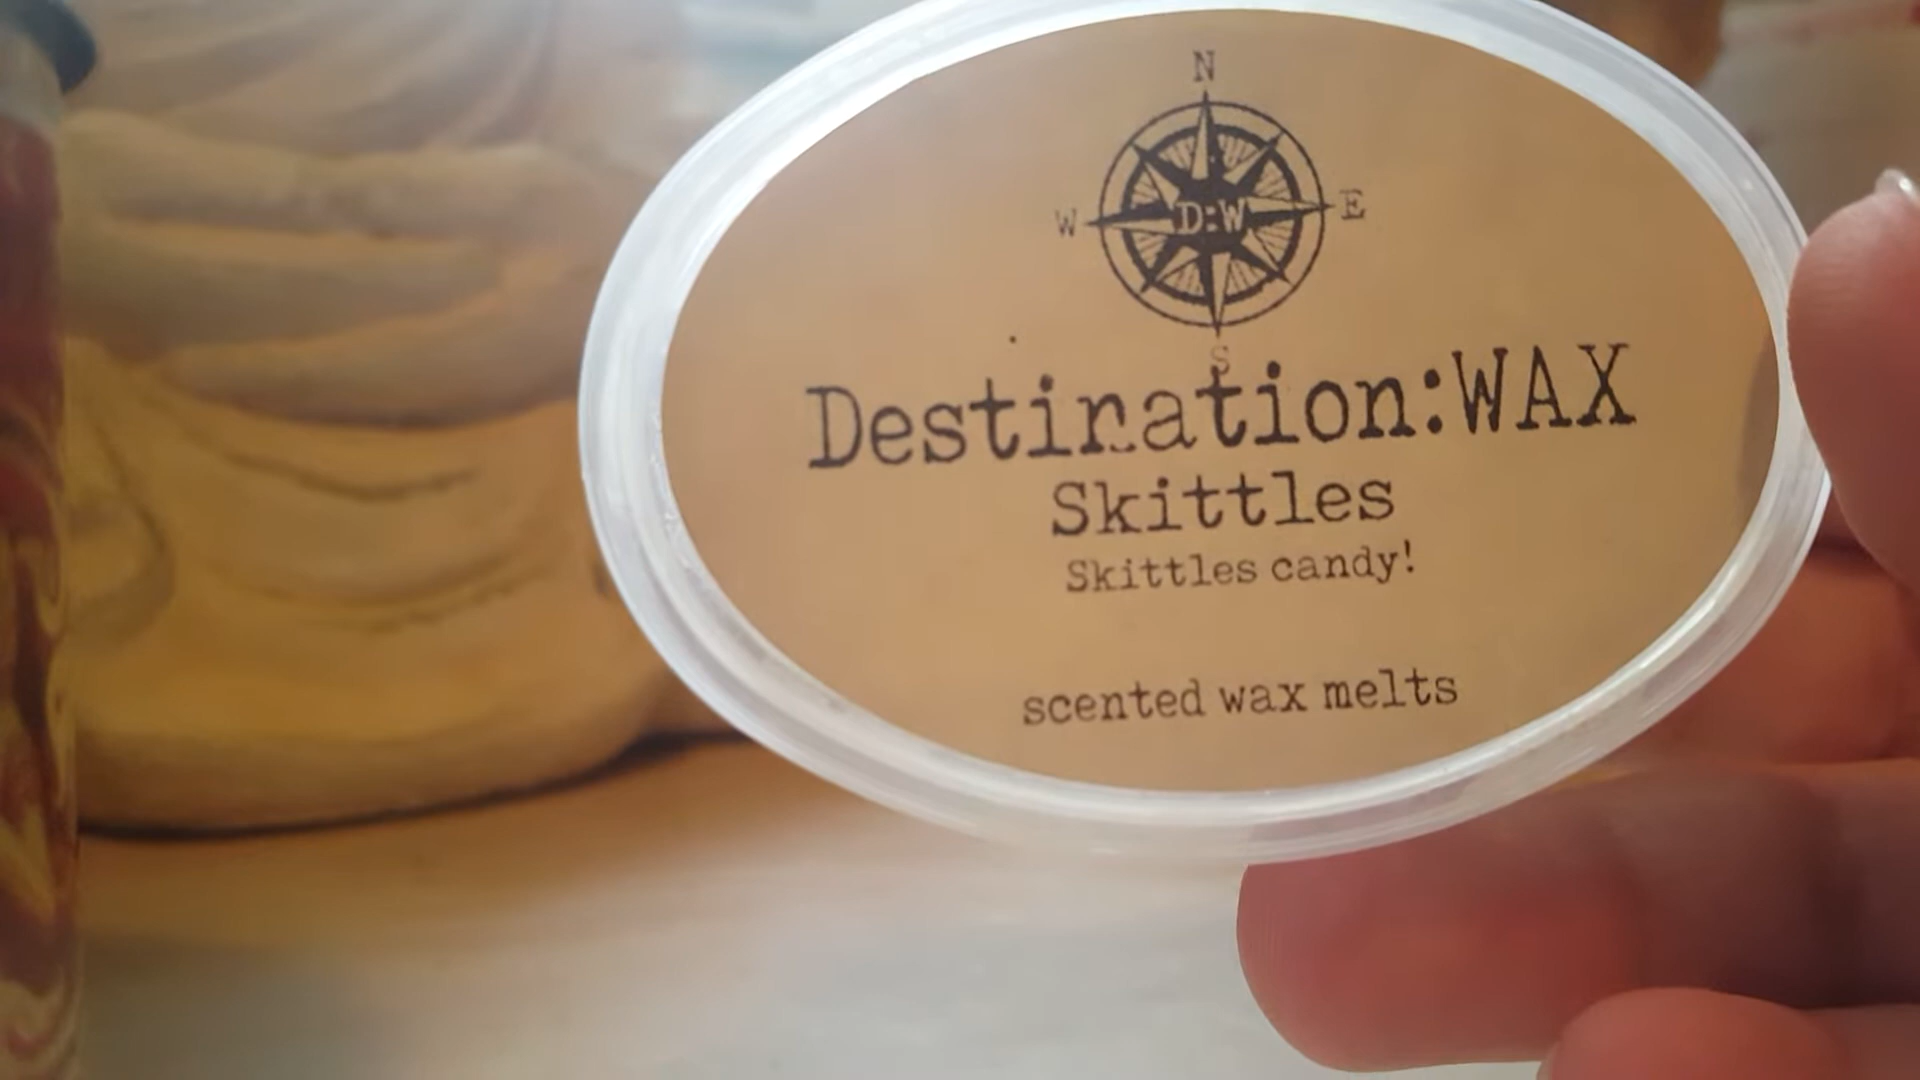 N
W D:W E
S
Destination:WAX
Skittles
Skittles candy!
scented wax melts